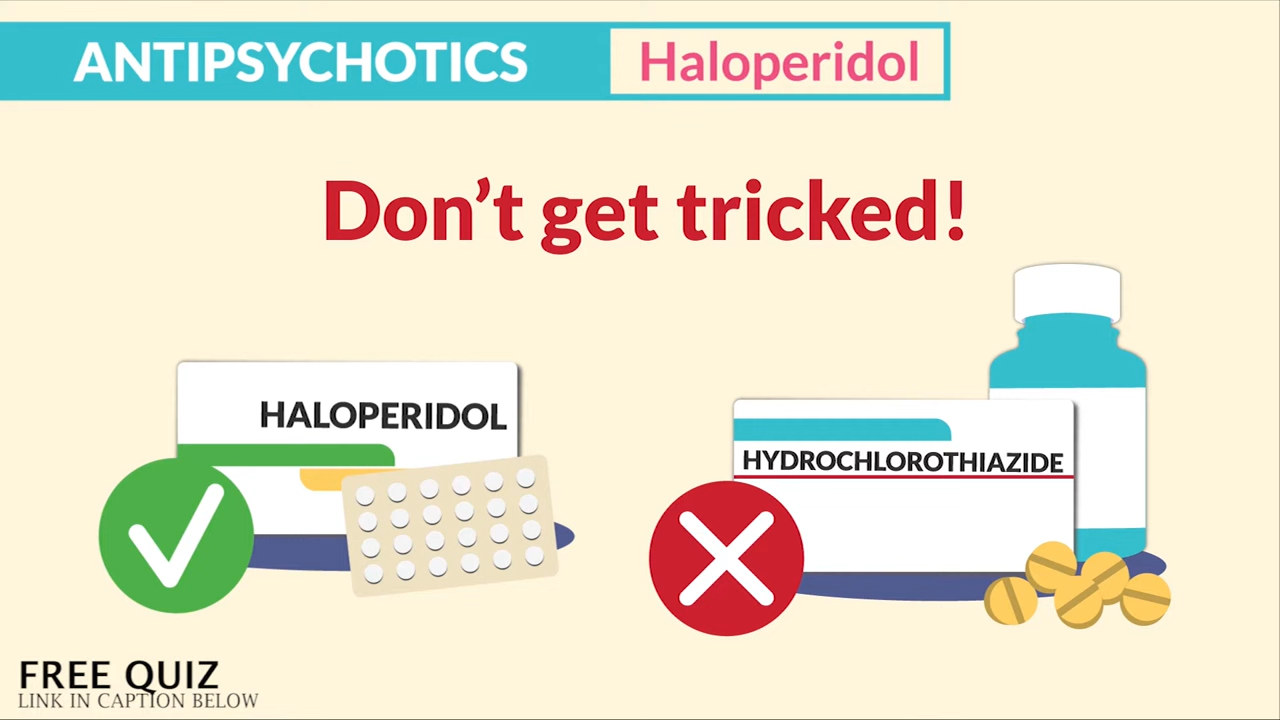 ANTIPSYCHOTICS Haloperidol
Don't get tricked!
HALOPERIDOL
HYDROCHLOROTHIAZIDE
FREE QUIZ
LINK IN CAPTION BELOW